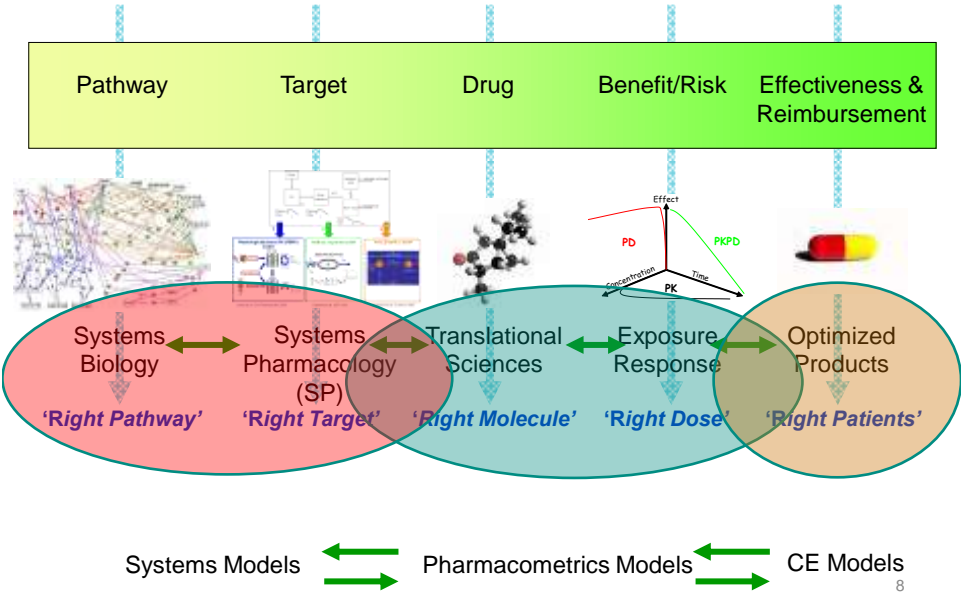 Pathway
Target
Drug
Benefit/Risk
Effectiveness &
Reimbursement
Effect
PD
PKPD
Concentration
Time
PK
Systems
Biology
Systems
Pharmacology
(SP)
Translational
Sciences
Exposure
Response
Optimized
Products
‘Right Pathway’
‘Right Target’
‘Right Molecule’
‘Right Dose’
‘Right Patients’
Systems Models
Pharmacometrics Models
CE Models
8